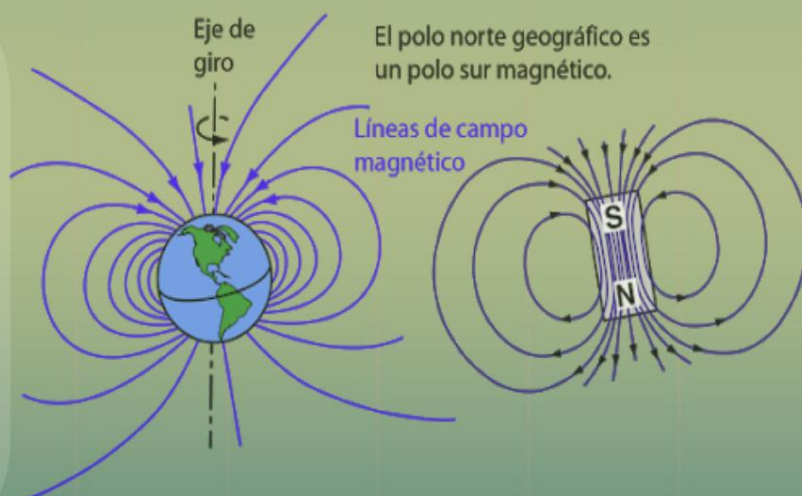 Eje de
giro
El polo norte geográfico es
un polo sur magnético.
Líneas de campo
magnético
S
N